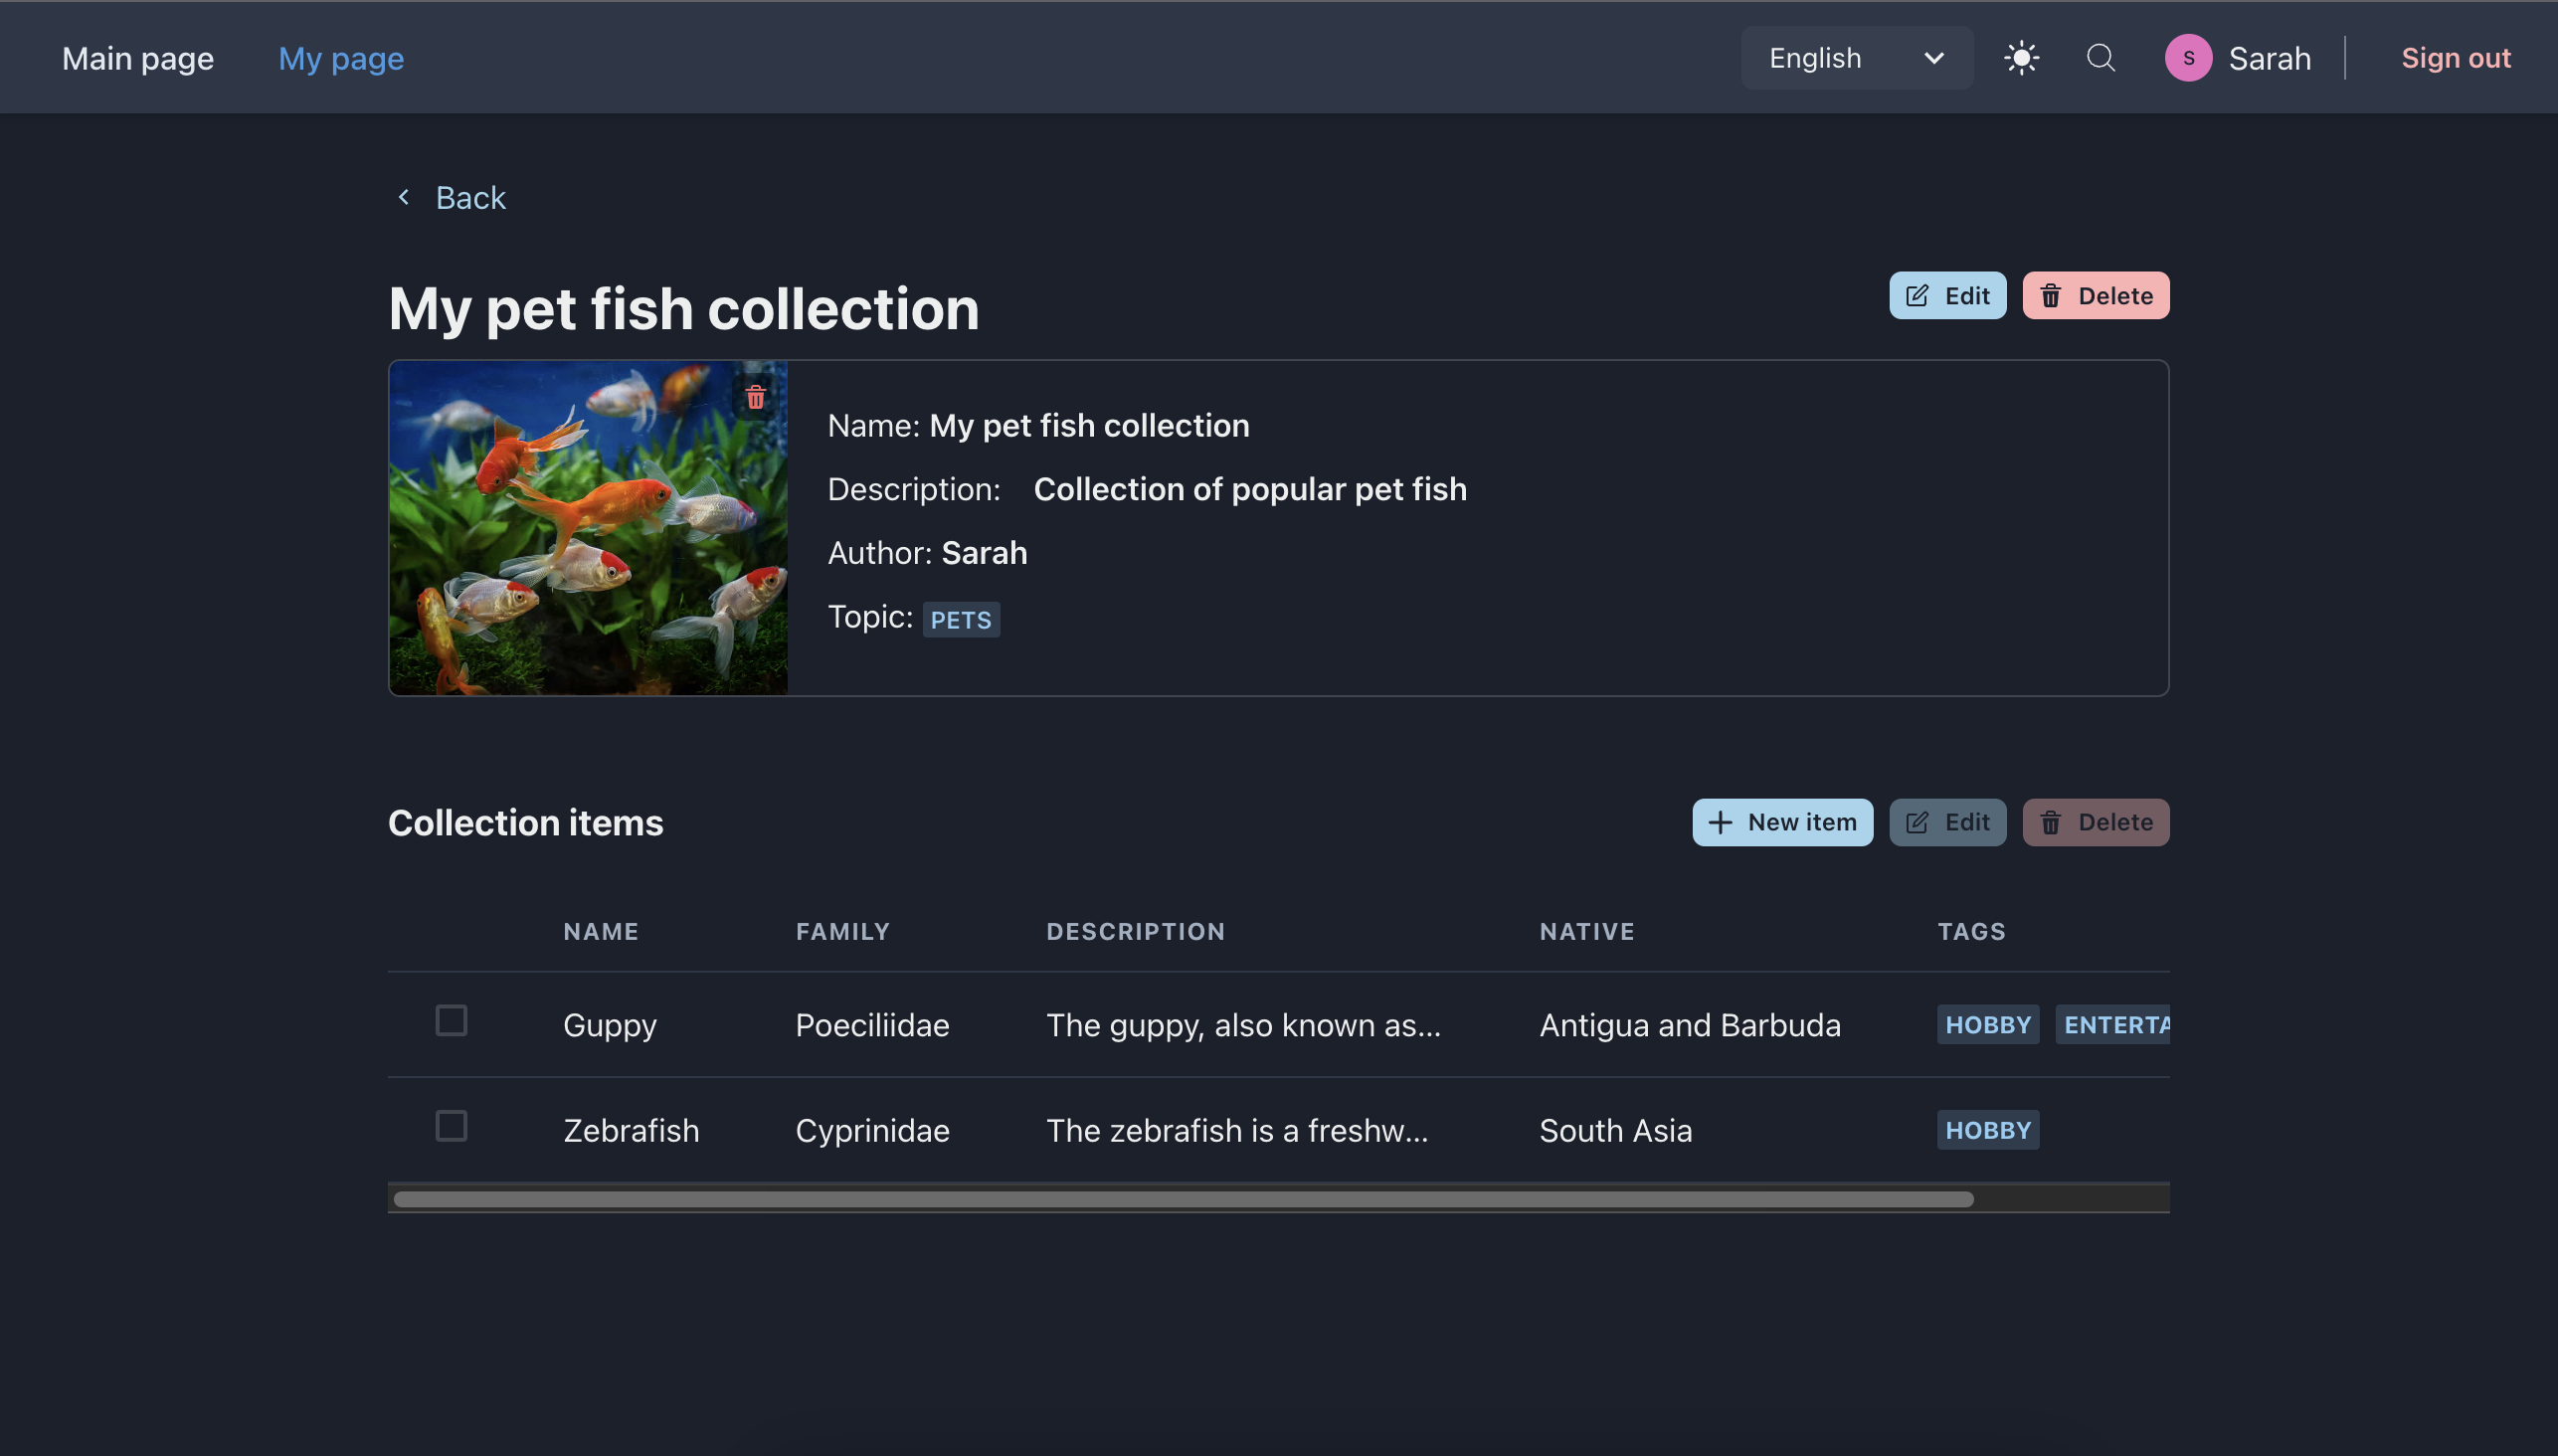 Main page My page English S Sarah Sign out
Back
My pet fish collection Edit Delete
Name: My pet fish collection
Description: Collection of popular pet fish
Author: Sarah
Topic: PETS
Collection items New item Edit Delete
NAME FAMILY DESCRIPTION NATIVE TAGS
Guppy Poeciliidae The guppy, also known as... Antigua and Barbuda HOBBY ENTERTA
Zebrafish Cyprinidae The zebrafish is a freshw... South Asia HOBBY